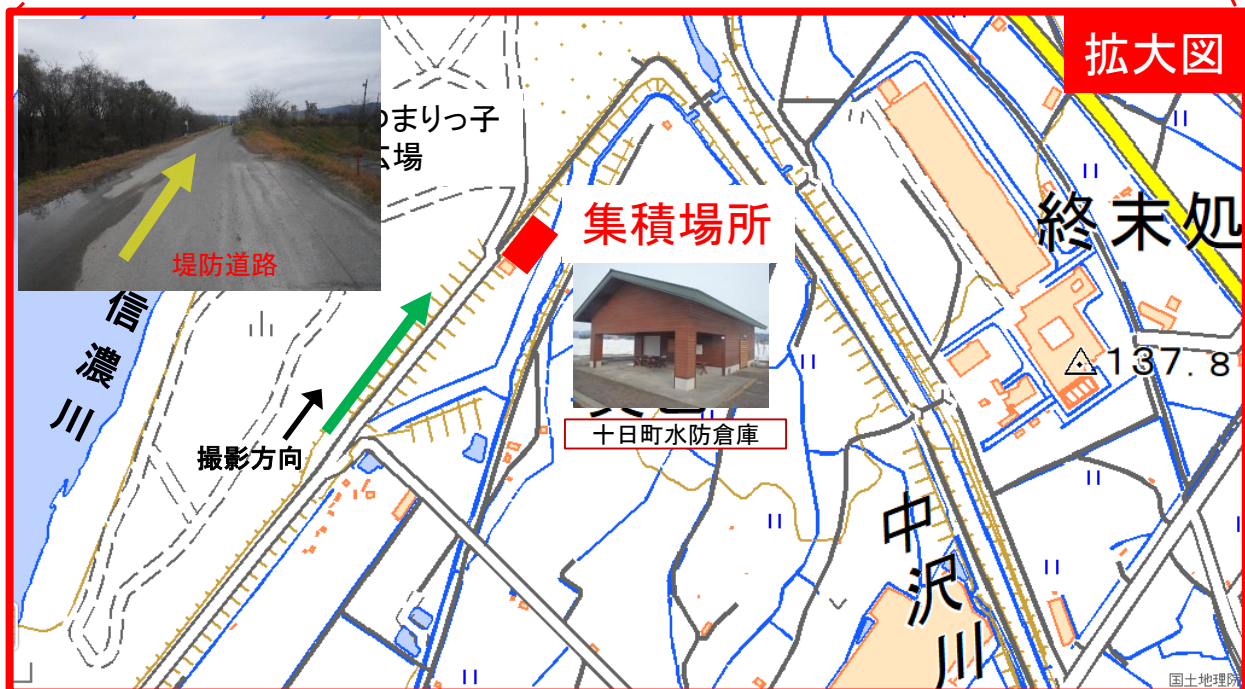 拡大図
つまりっ子
広場
堤防道路
集積場所
終末処
信濃川
137.8
撮影方向
十日町水防倉庫
中沢川
国土地理院